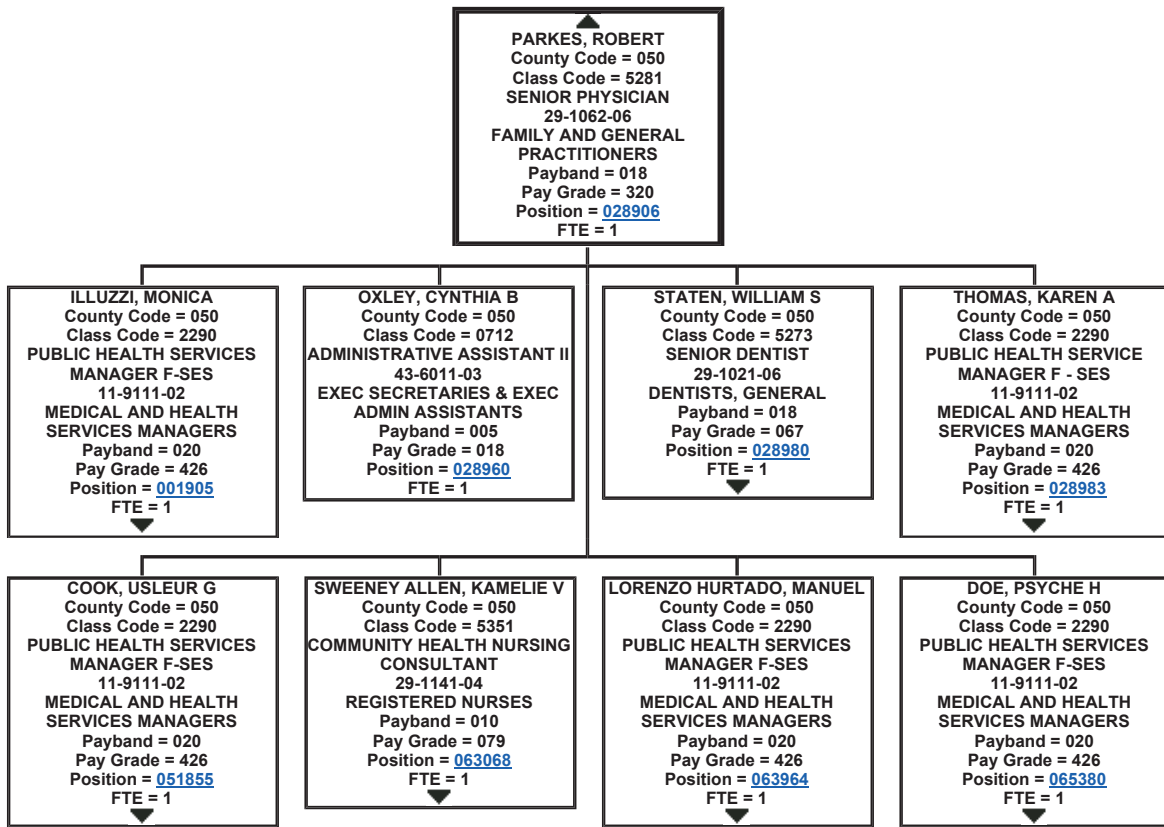 PARKES, ROBERT
County Code = 050
Class Code = 5281
SENIOR PHYSICIAN
29-1062-06
FAMILY AND GENERAL
PRACTITIONERS
Payband = 018
Pay Grade = 320
Position = 028906
FTE = 1
ILLUZZI, MONICA
County Code = 050
Class Code = 2290
PUBLIC HEALTH SERVICES
MANAGER F-SES
11-9111-02
MEDICAL AND HEALTH
SERVICES MANAGERS
Payband = 020
Pay Grade = 426
Position = 001905
FTE = 1
OXLEY, CYNTHIA B
County Code = 050
Class Code = 0712
ADMINISTRATIVE ASSISTANT II
43-6011-03
EXEC SECRETARIES & EXEC
ADMIN ASSISTANTS
Payband = 005
Pay Grade = 018
Position = 028960
FTE = 1
STATEN, WILLIAM S
County Code = 050
Class Code = 5273
SENIOR DENTIST
29-1021-06
DENTISTS, GENERAL
Payband = 018
Pay Grade = 067
Position = 028980
FTE = 1
THOMAS, KAREN A
County Code = 050
Class Code = 2290
PUBLIC HEALTH SERVICE
MANAGER F - SES
11-9111-02
MEDICAL AND HEALTH
SERVICES MANAGERS
Payband = 020
Pay Grade = 426
Position = 028983
FTE = 1
COOK, USLEUR G
County Code = 050
Class Code = 2290
PUBLIC HEALTH SERVICES
MANAGER F-SES
11-9111-02
MEDICAL AND HEALTH
SERVICES MANAGERS
Payband = 020
Pay Grade = 426
Position = 051855
FTE = 1
SWEENEY ALLEN, KAMELIE V
County Code = 050
Class Code = 5351
COMMUNITY HEALTH NURSING
CONSULTANT
29-1141-04
REGISTERED NURSES
Payband = 010
Pay Grade = 079
Position = 063068
FTE = 1
LORENZO HURTADO, MANUEL
County Code = 050
Class Code = 2290
PUBLIC HEALTH SERVICES
MANAGER F-SES
11-9111-02
MEDICAL AND HEALTH
SERVICES MANAGERS
Payband = 020
Pay Grade = 426
Position = 063964
FTE = 1
DOE, PSYCHE H
County Code = 050
Class Code = 2290
PUBLIC HEALTH SERVICES
MANAGER F-SES
11-9111-02
MEDICAL AND HEALTH
SERVICES MANAGERS
Payband = 020
Pay Grade = 426
Position = 065380
FTE = 1